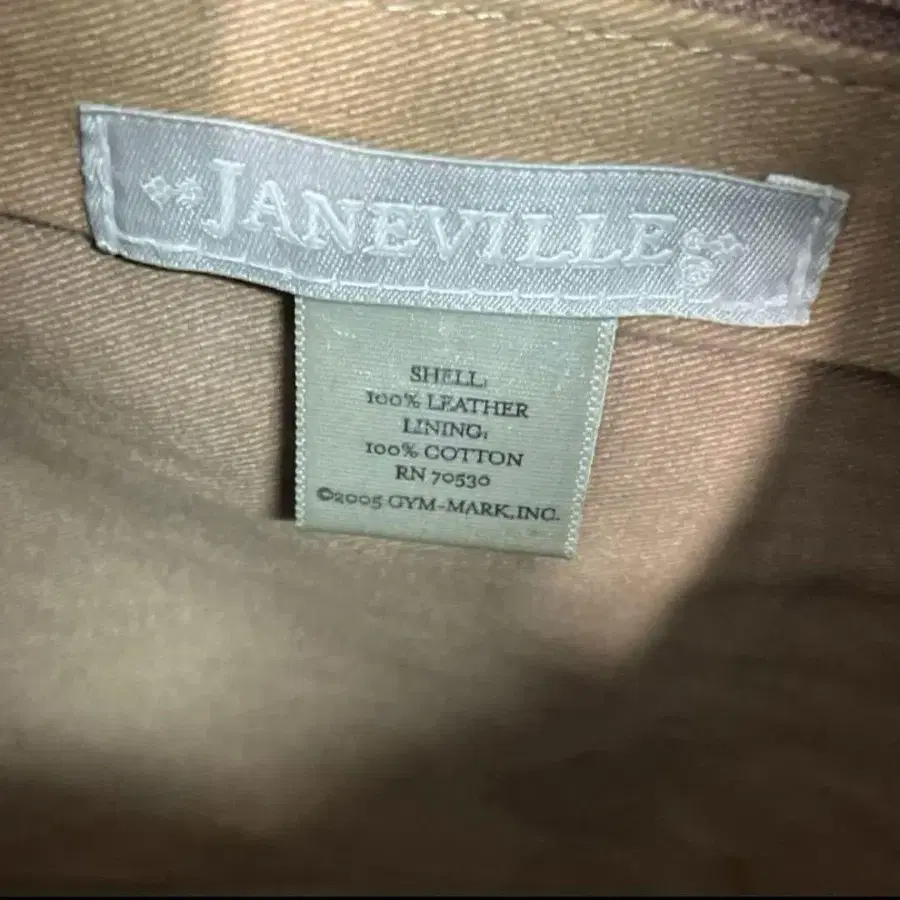 JANEVILLE
SHELL:
100% LEATHER
LINING:
100% COTTON
RN 70530
©2005 GYM-MARK, INC.